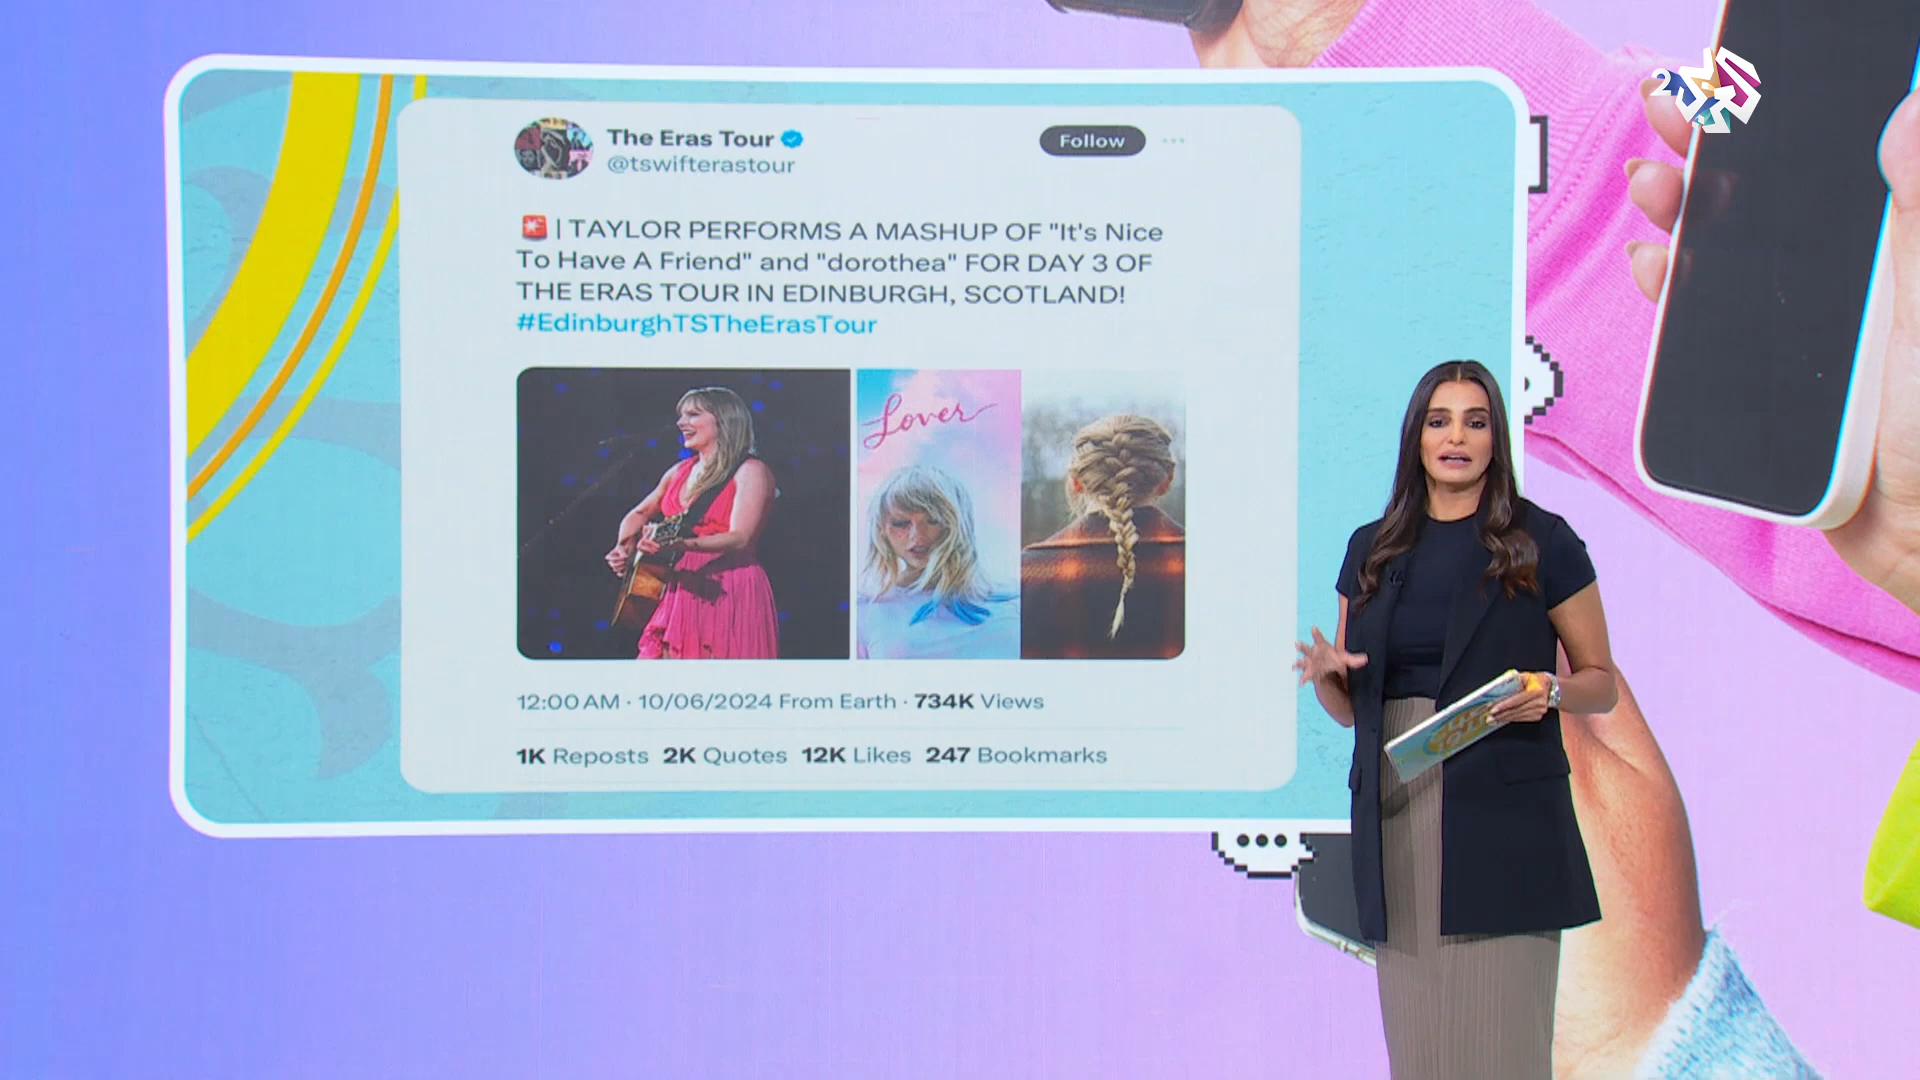 The Eras Tour
@tswifterastour
Follow
| TAYLOR PERFORMS A MASHUP OF "It's Nice
To Have A Friend" and "dorothea" FOR DAY 3 OF
THE ERAS TOUR IN EDINBURGH, SCOTLAND!
#EdinburghTSTheErasTour
Lover
12:00 AM · 10/06/2024 From Earth · 734K Views
1K Reposts 2K Quotes 12K Likes 247 Bookmarks
2